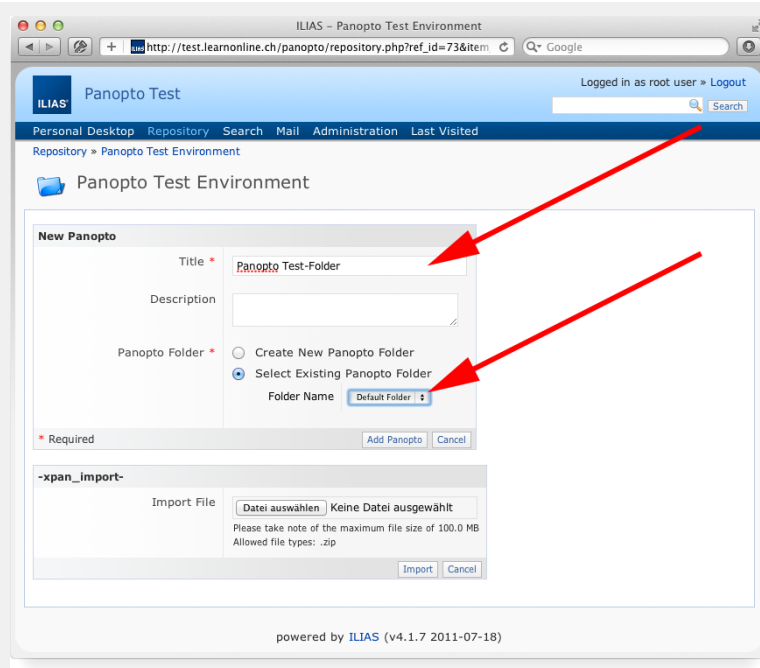 ILIAS – Panopto Test Environment
http://test.learnonline.ch/panopto/repository.php?ref_id=73&item
Google
Logged in as root user » Logout
ILIAS
Panopto Test
Search
Personal Desktop Repository Search Mail Administration Last Visited
Repository » Panopto Test Environment
Panopto Test Environment
New Panopto
Title *
Panopto Test-Folder
Description
Panopto Folder *
Create New Panopto Folder
Select Existing Panopto Folder
Folder Name
Default Folder
* Required
Add Panopto
Cancel
-xpan_import-
Import File
Datei auswählen
Keine Datei ausgewählt
Please take note of the maximum file size of 100.0 MB
Allowed file types: .zip
Import
Cancel
powered by ILIAS (v4.1.7 2011-07-18)